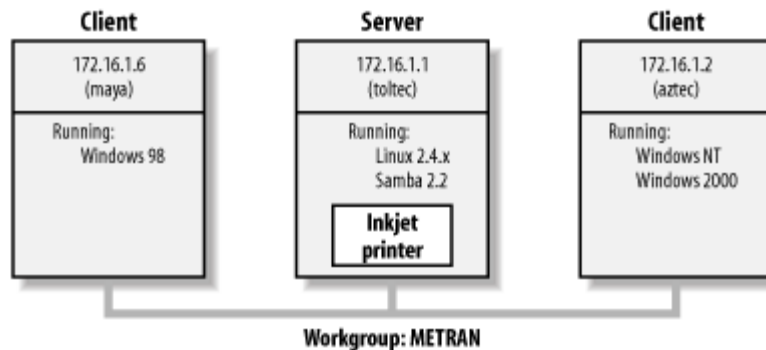 Client
172.16.1.6
(maya)
Running:
Windows 98
Server
172.16.1.1
(toltec)
Running:
Linux 2.4.x
Samba 2.2
Inkjet
printer
Client
172.16.1.2
(aztec)
Running:
Windows NT
Windows 2000
Workgroup: METRAN